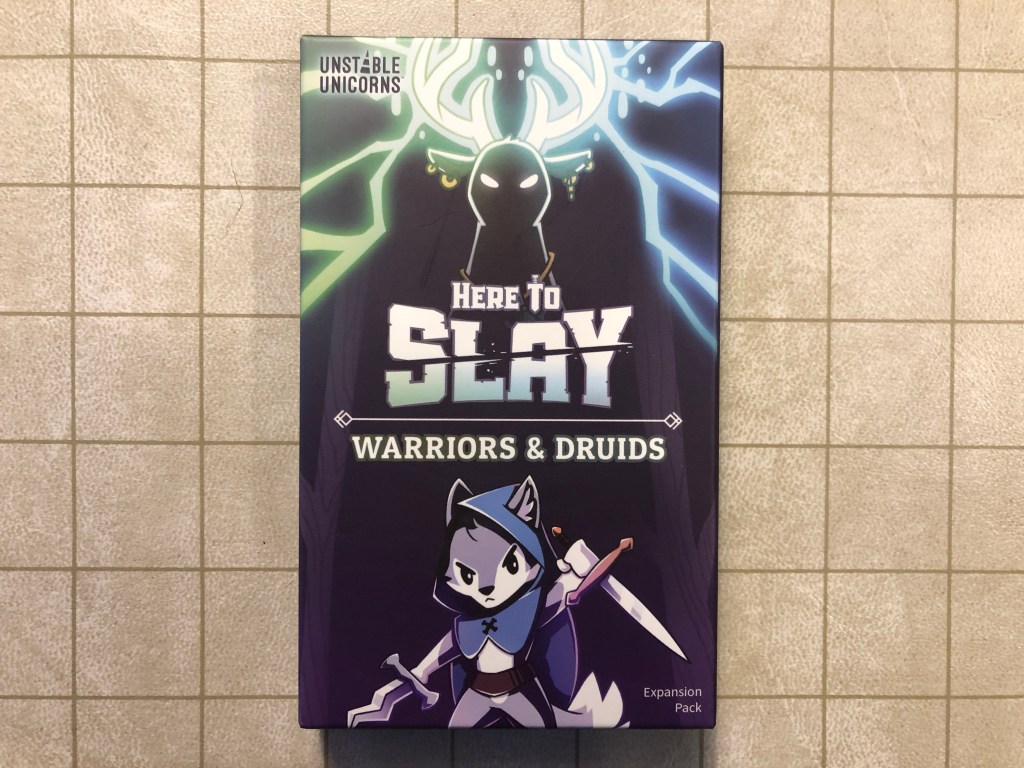 UNSTABLE
UNICORNS
HERE TO
SLAY
WARRIORS & DRUIDS
Expansion
Pack